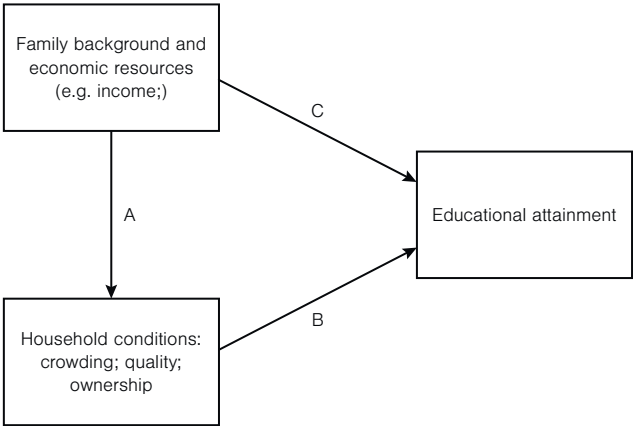 Family background and
economic resources
(e.g. income;)
C
Educational attainment
A
B
Household conditions:
crowding; quality;
ownership